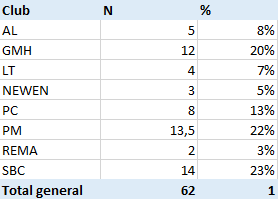 Club N %
AL 5 8%
GMH 12 20%
LT 4 7%
NEWEN 3 5%
PC 8 13%
PM 13,5 22%
REMA 2 3%
SBC 14 23%
Total general 62 1